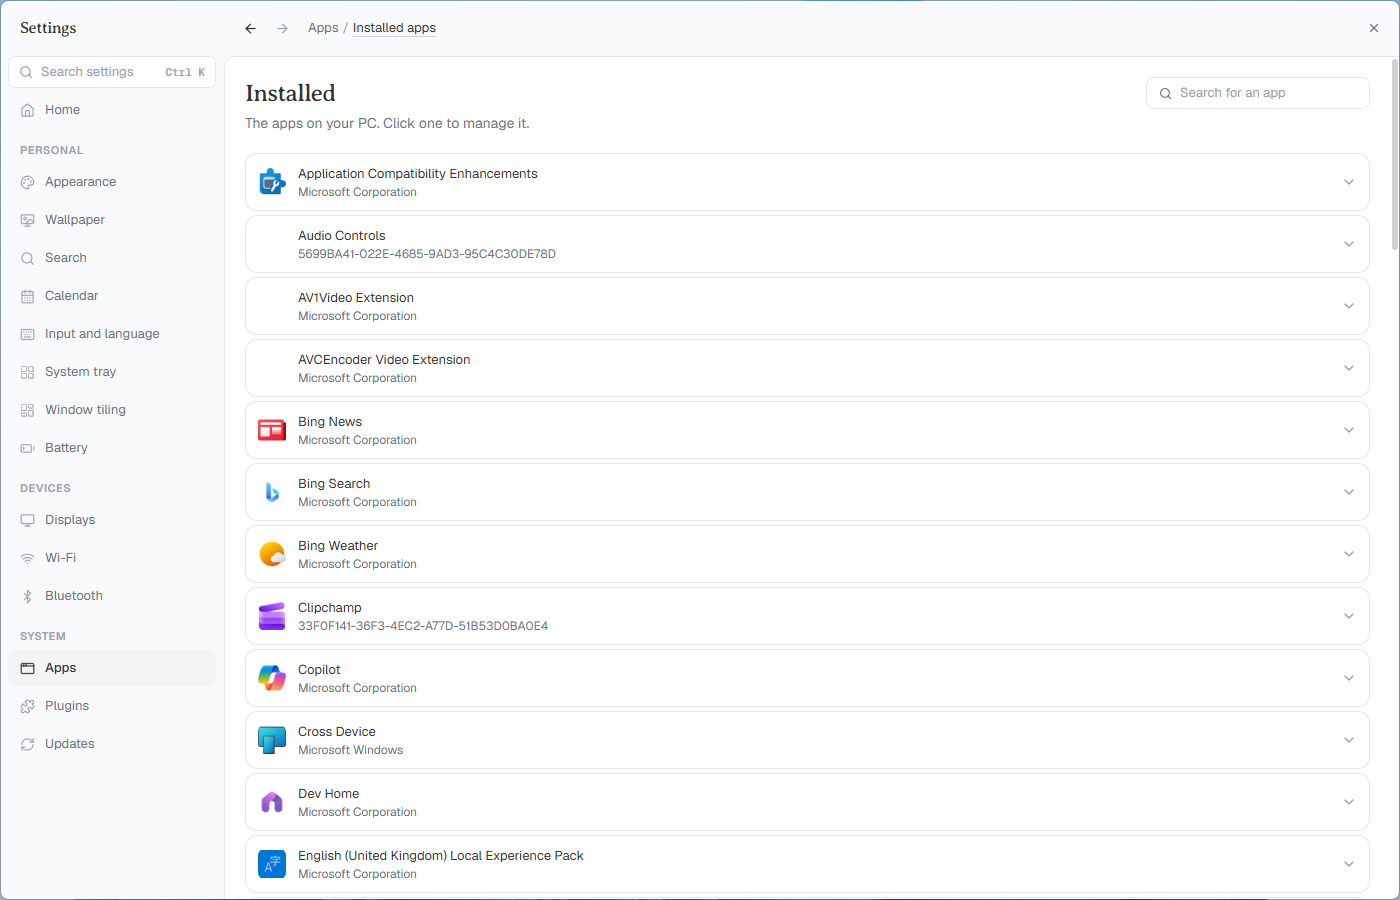 Settings
Apps / Installed apps
Search settings Ctrl K
Home
PERSONAL
Appearance
Wallpaper
Search
Calendar
Input and language
System tray
Window tiling
Battery
DEVICES
Displays
Wi-Fi
Bluetooth
SYSTEM
Apps
Plugins
Updates
Installed
The apps on your PC. Click one to manage it.
Search for an app
Application Compatibility Enhancements
Microsoft Corporation
Audio Controls
5699BA41-022E-4685-9AD3-95C4C30DE78D
AV1Video Extension
Microsoft Corporation
AVCEncoder Video Extension
Microsoft Corporation
Bing News
Microsoft Corporation
Bing Search
Microsoft Corporation
Bing Weather
Microsoft Corporation
Clipchamp
33F0F141-36F3-4EC2-A77D-51B53D0BA0E4
Copilot
Microsoft Corporation
Cross Device
Microsoft Windows
Dev Home
Microsoft Corporation
English (United Kingdom) Local Experience Pack
Microsoft Corporation